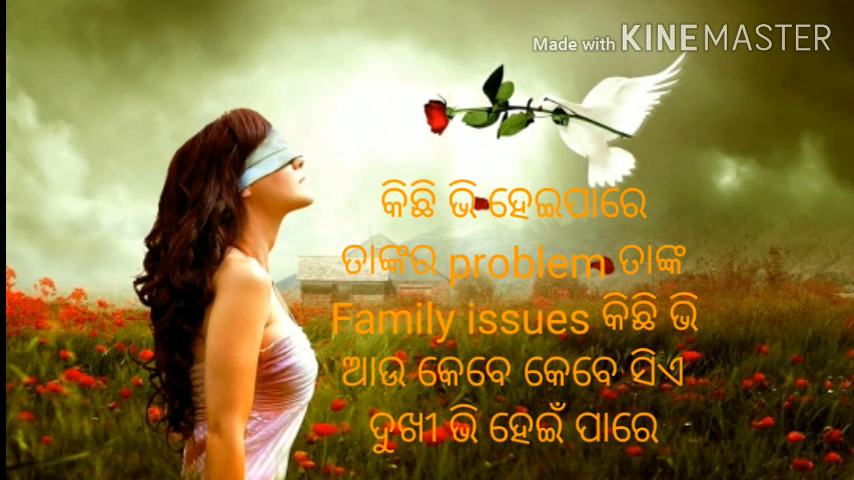 Made with KINEMASTER
କିଛି ଭି ହେଇପାରେ
ତାଙ୍କର problem ତାଙ୍କ
Family issues କିଛି ଭି
ଆଉ କେବେ କେବେ ସିଏ
ଦୁଃଖୀ ଭି ହେଇଁ ପାରେ